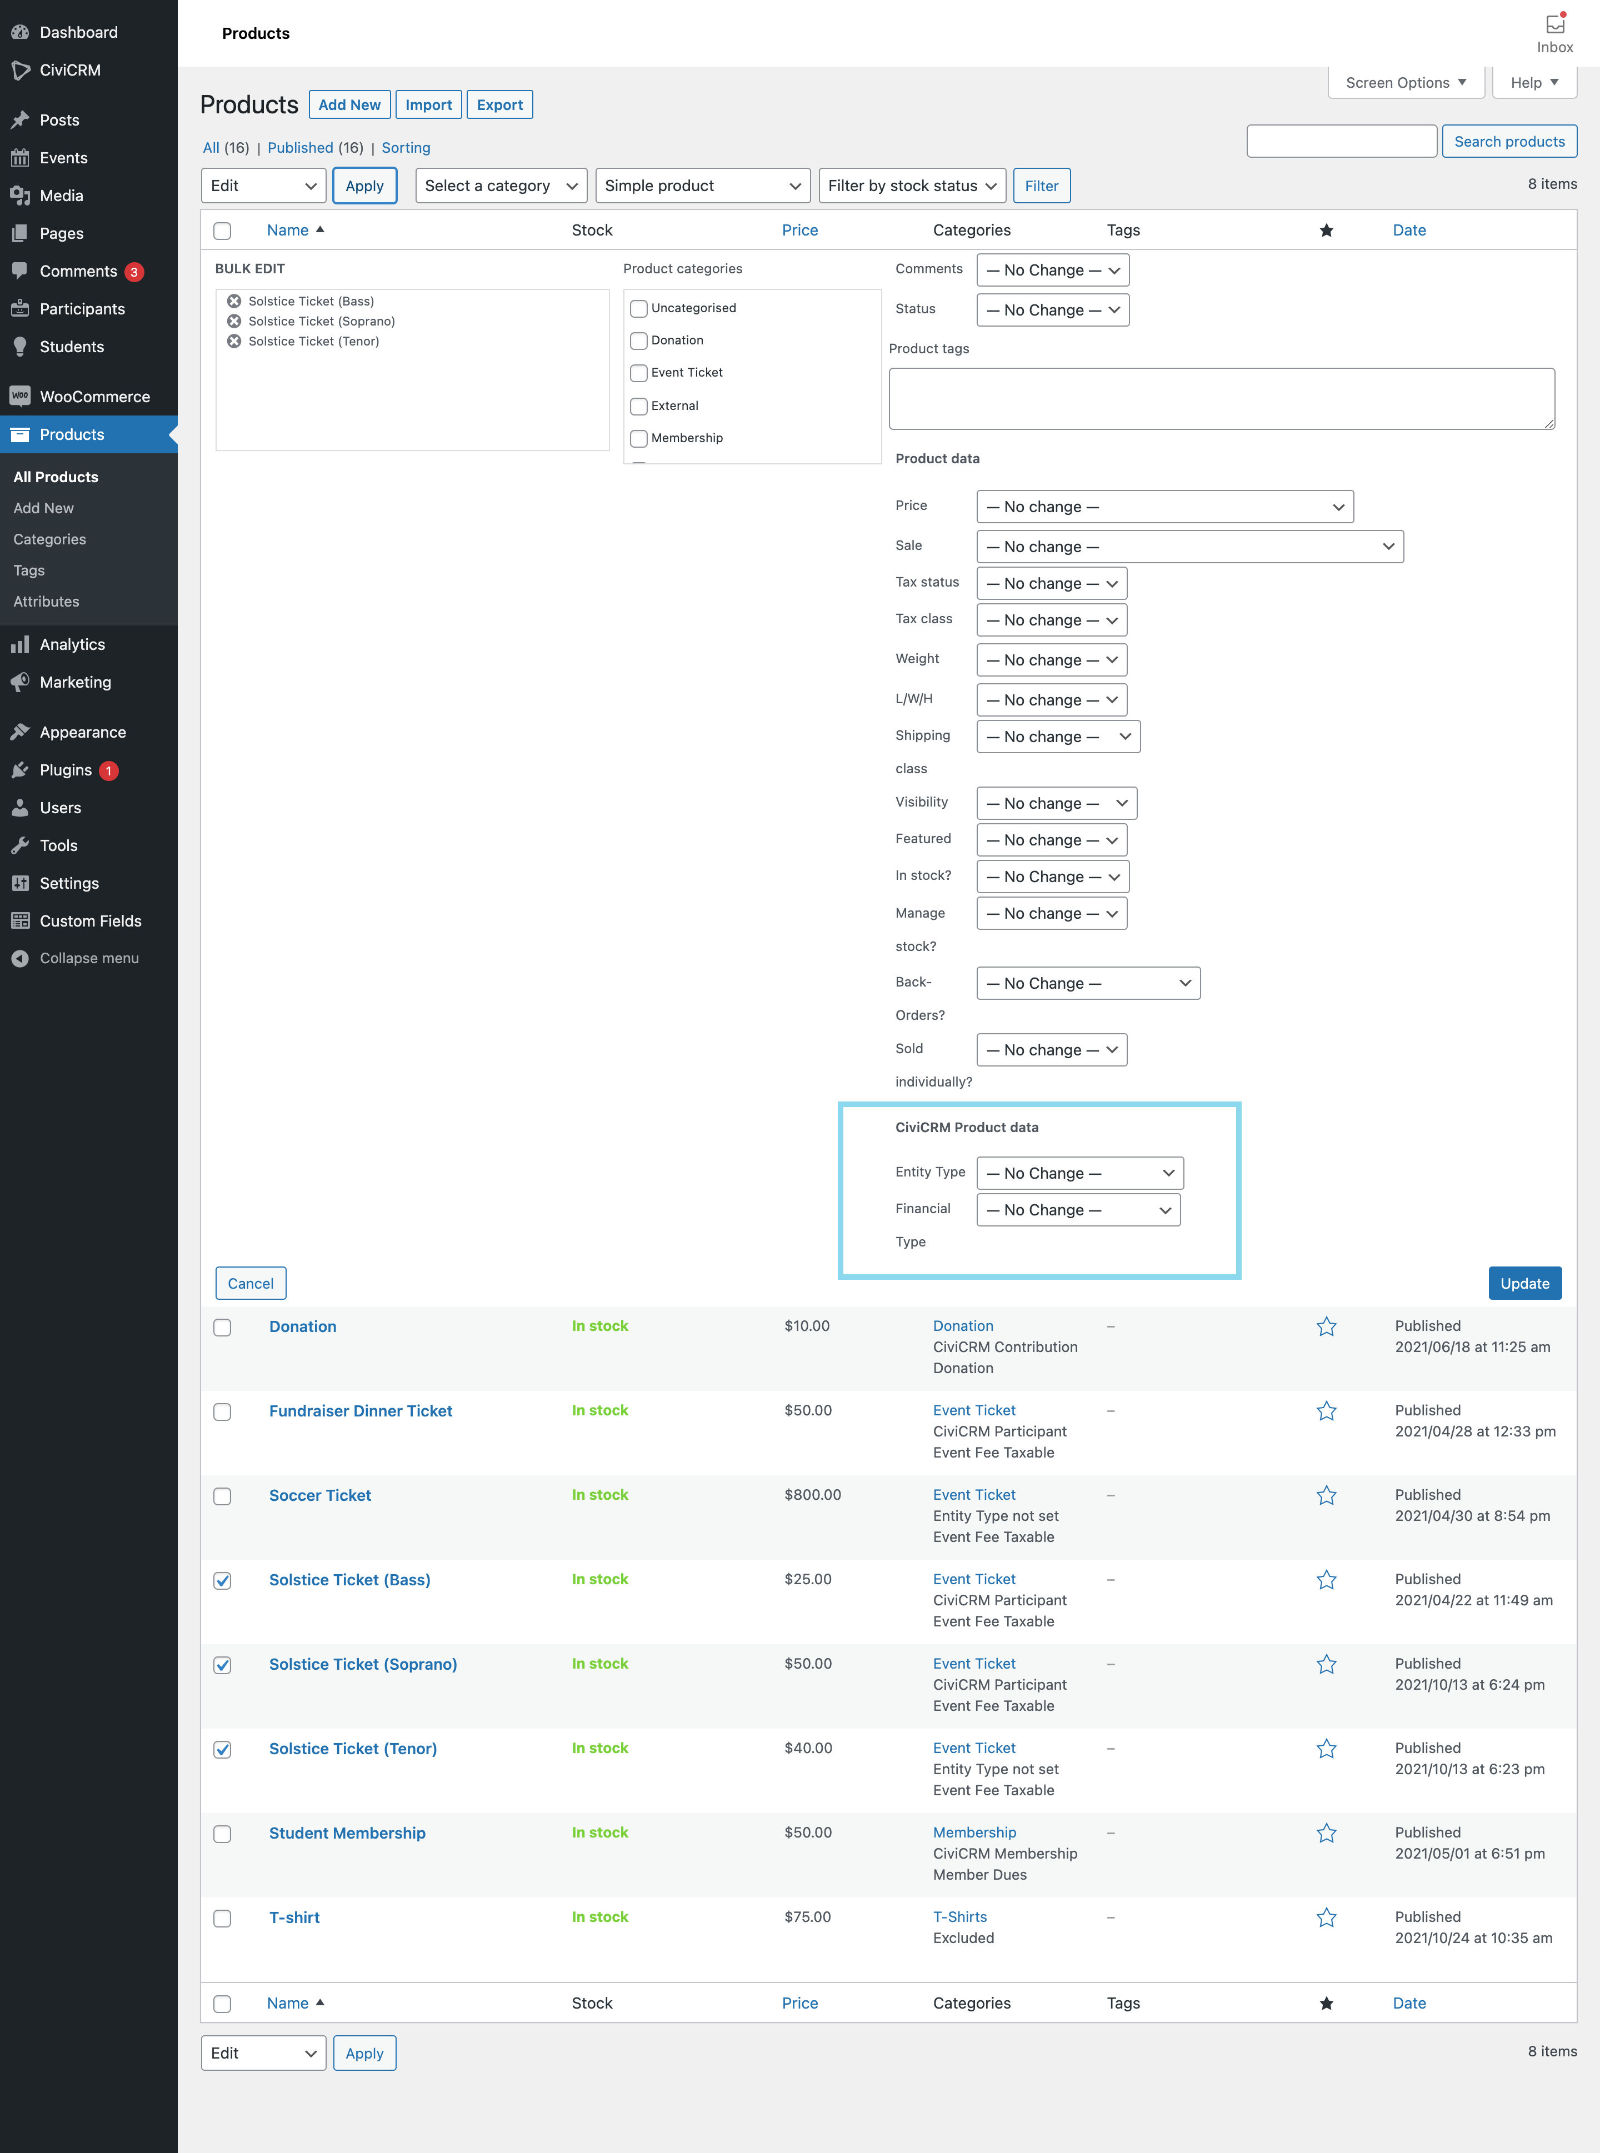 Dashboard
CiviCRM
Posts
Events
Media
Pages
Comments 3
Participants
Students
WooCommerce
Products
All Products
Add New
Categories
Tags
Attributes
Analytics
Marketing
Appearance
Plugins 1
Users
Tools
Settings
Custom Fields
Collapse menu
Products
Inbox
Screen Options
Help
Products Add New Import Export
All (16) | Published (16) | Sorting
Search products
Edit Apply Select a category Simple product Filter by stock status Filter 8 items
Name Stock Price Categories Tags Date
BULK EDIT
Solstice Ticket (Bass)
Solstice Ticket (Soprano)
Solstice Ticket (Tenor)
Product categories
Uncategorised
Donation
Event Ticket
External
Membership
Comments — No Change —
Status — No Change —
Product tags
Product data
Price — No change —
Sale — No change —
Tax status — No change —
Tax class — No change —
Weight — No change —
L/W/H — No change —
Shipping — No change —
class
Visibility — No change —
Featured — No change —
In stock? — No Change —
Manage — No change —
stock?
Back- — No Change —
Orders?
Sold — No change —
individually?
CiviCRM Product data
Entity Type — No Change —
Financial — No Change —
Type
Cancel Update
Donation In stock $10.00 Donation – Published
CiviCRM Contribution 2021/06/18 at 11:25 am
Donation
Fundraiser Dinner Ticket In stock $50.00 Event Ticket – Published
CiviCRM Participant 2021/04/28 at 12:33 pm
Event Fee Taxable
Soccer Ticket In stock $800.00 Event Ticket – Published
Entity Type not set 2021/04/30 at 8:54 pm
Event Fee Taxable
Solstice Ticket (Bass) In stock $25.00 Event Ticket – Published
CiviCRM Participant 2021/04/22 at 11:49 am
Event Fee Taxable
Solstice Ticket (Soprano) In stock $50.00 Event Ticket – Published
CiviCRM Participant 2021/10/13 at 6:24 pm
Event Fee Taxable
Solstice Ticket (Tenor) In stock $40.00 Event Ticket – Published
Entity Type not set 2021/10/13 at 6:23 pm
Event Fee Taxable
Student Membership In stock $50.00 Membership – Published
CiviCRM Membership 2021/05/01 at 6:51 pm
Member Dues
T-shirt In stock $75.00 T-Shirts – Published
Excluded 2021/10/24 at 10:35 am
Name Stock Price Categories Tags Date
Edit Apply 8 items